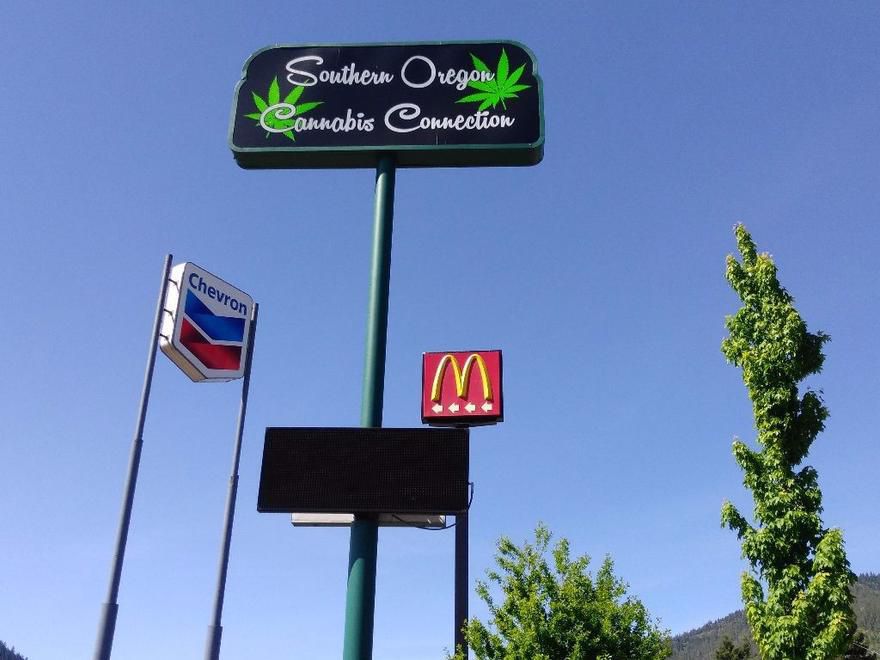 Southern Oregon
Cannabis Connection
Chevron
M